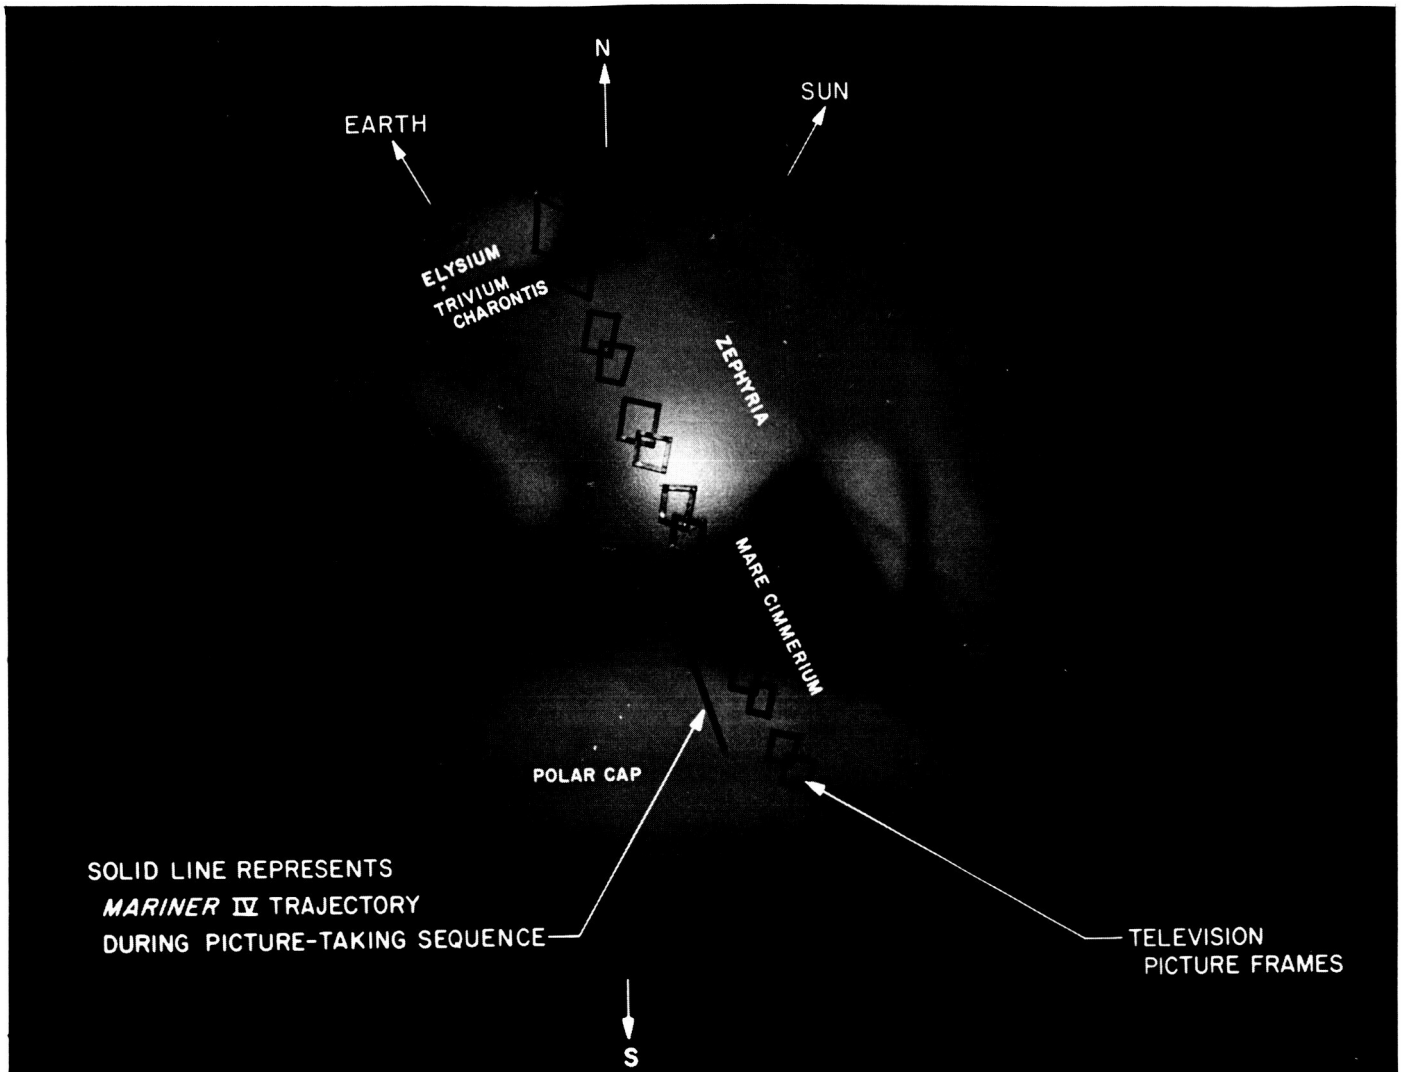 N
SUN
EARTH
ELYSIUM
TRIVIUM
CHARONTIS
ZEPHYRIA
MARE CIMMERIUM
POLAR CAP
SOLID LINE REPRESENTS
MARINER IV TRAJECTORY
DURING PICTURE-TAKING SEQUENCE
TELEVISION
PICTURE FRAMES
S